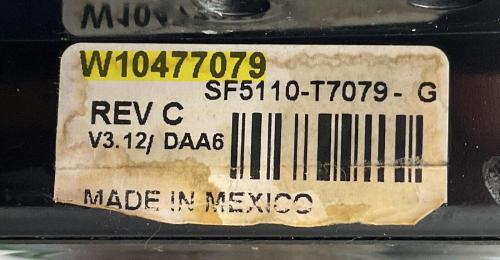 W10477079
SF5110-T7079- G
REV C
V3.12/ DAA6
MADE IN MEXICO